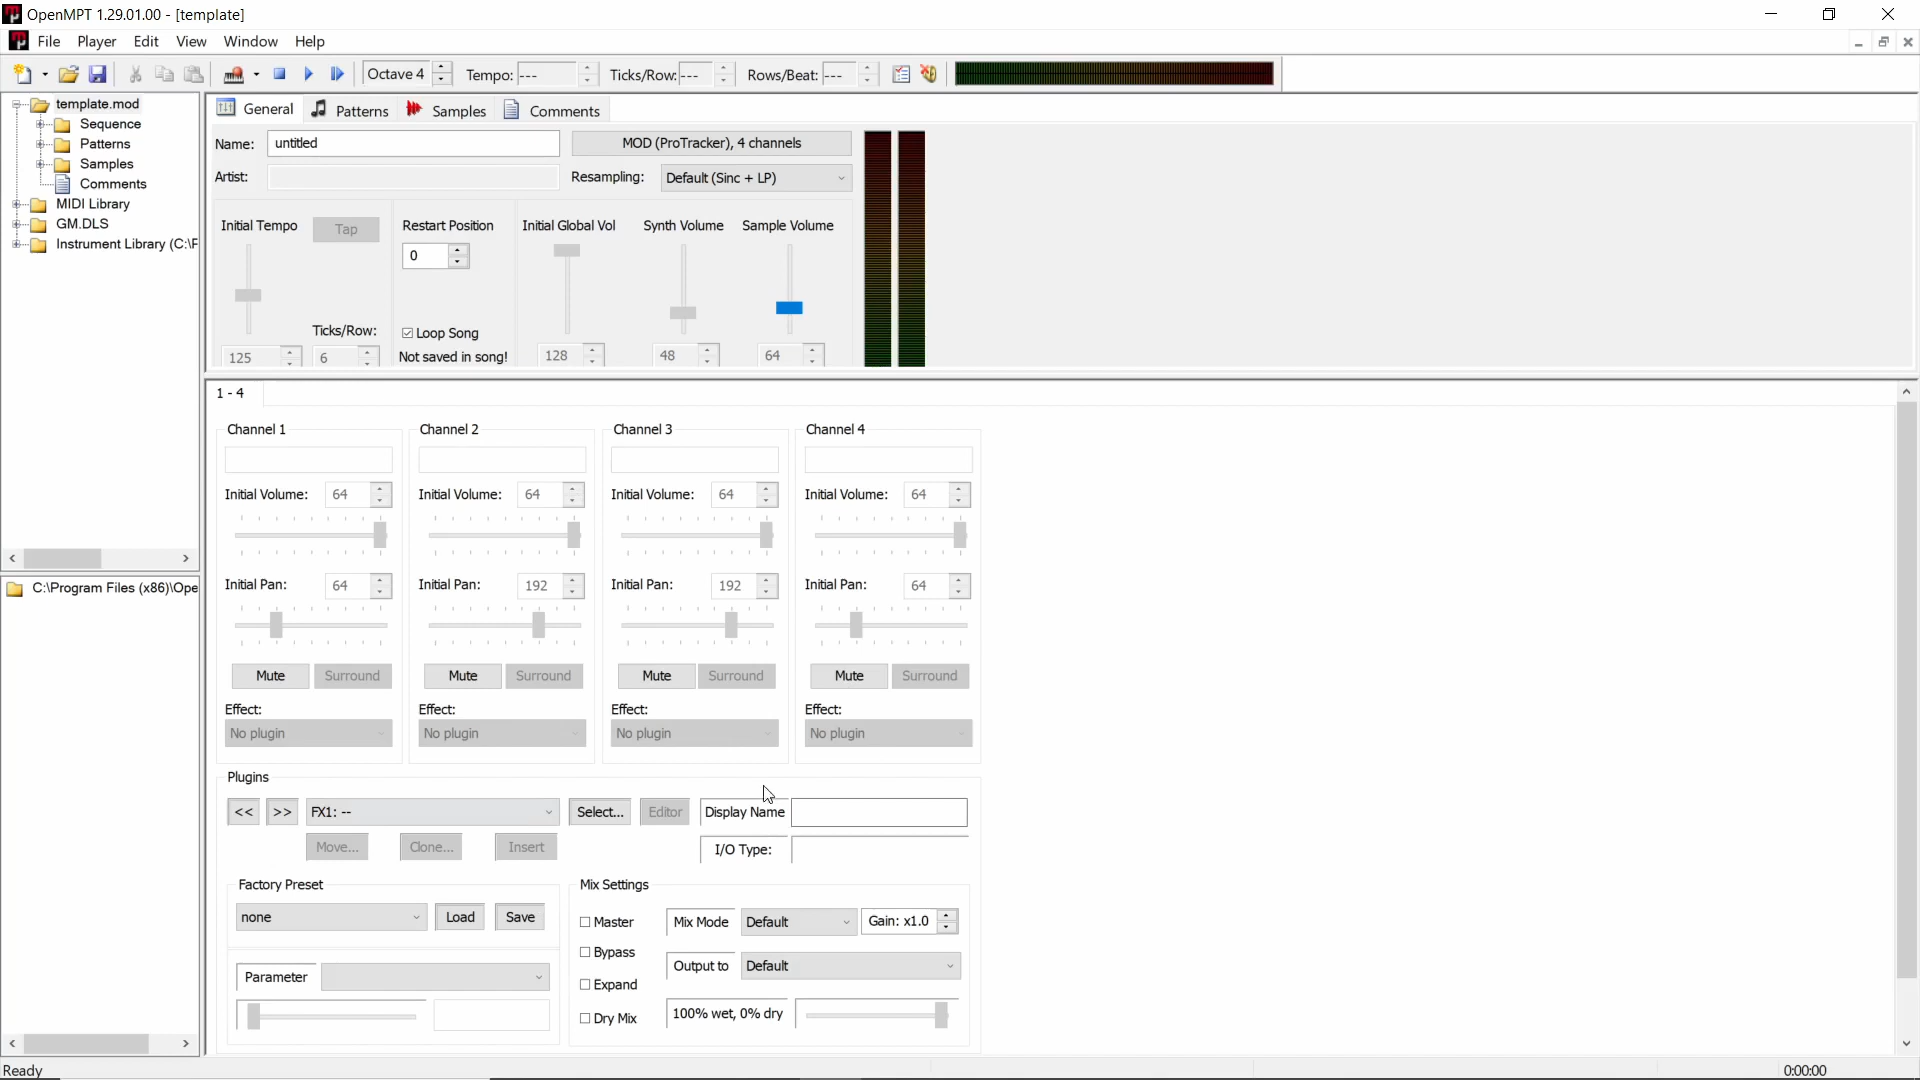 OpenMPT 1.29.01.00 - [template]
File Player Edit View Window Help
Octave 4 Tempo: --- Ticks/Row: --- Rows/Beat: ---
template.mod
Sequence
Patterns
Samples
Comments
MIDI Library
GM.DLS
Instrument Library (C:\P
C:\Program Files (x86)\Ope
General Patterns Samples Comments
Name: untitled MOD (ProTracker), 4 channels
Artist: Resampling: Default (Sinc + LP)
Initial Tempo Tap Restart Position Initial Global Vol Synth Volume Sample Volume
0
Ticks/Row: Loop Song
125 6 Not saved in song! 128 48 64
1 - 4
Channel 1 Channel 2 Channel 3 Channel 4
Initial Volume: 64 Initial Volume: 64 Initial Volume: 64 Initial Volume: 64
Initial Pan: 64 Initial Pan: 192 Initial Pan: 192 Initial Pan: 64
Mute Surround Mute Surround Mute Surround Mute Surround
Effect: Effect: Effect: Effect:
No plugin No plugin No plugin No plugin
Plugins
<< >> FX1: -- Select... Editor Display Name
Move... Clone... Insert I/O Type:
Factory Preset Mix Settings
none Load Save Master Mix Mode Default Gain: x1.0
Bypass
Output to Default
Parameter Expand
Dry Mix 100% wet, 0% dry
Ready 0:00:00